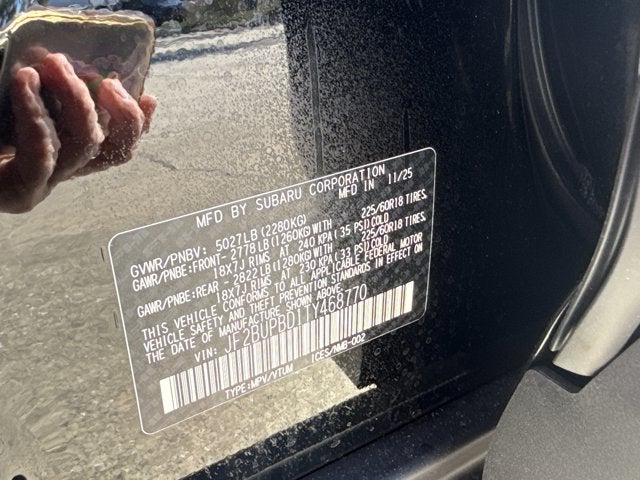 MFD BY SUBARU CORPORATION
MFD IN 11/25
GVWR/PNBV: 5027LB (2280KG)
GAWR/PNBE:FRONT- 2778 LB (1260KG)WITH 225/60R18 TIRES,
18X7J RIMS AT 240 KPA (35 PSI)COLD
GAWR/PNBE:REAR - 2822LB (1280KG)WITH 225/60R18 TIRES,
18X7J RIMS AT 230 KPA (33 PSI)COLD
THIS VEHICLE CONFORMS TO ALL APPLICABLE FEDERAL MOTOR
VEHICLE SAFETY AND THEFT PREVENTION STANDARDS IN EFFECT ON
THE DATE OF MANUFACTURE SHOWN ABOVE.
VIN: JF2BUPBD11Y468770
TYPE:MPV/VTUM ICES/NMB-002